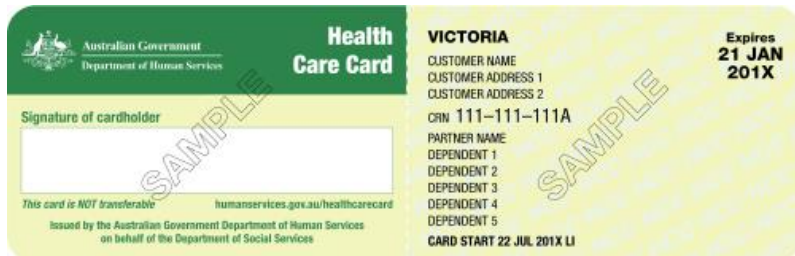 Australian Government
Department of Human Services
Health
Care Card
Signature of cardholder
SAMPLE
This card is NOT transferable
humanservices.gov.au/healthcarecard
Issued by the Australian Government Department of Human Services
on behalf of the Department of Social Services
VICTORIA
CUSTOMER NAME
CUSTOMER ADDRESS 1
CUSTOMER ADDRESS 2
CRN 111–111–111A
PARTNER NAME
DEPENDENT 1
DEPENDENT 2
DEPENDENT 3
DEPENDENT 4
DEPENDENT 5
CARD START 22 JUL 201X LI
Expires
21 JAN
201X
SAMPLE